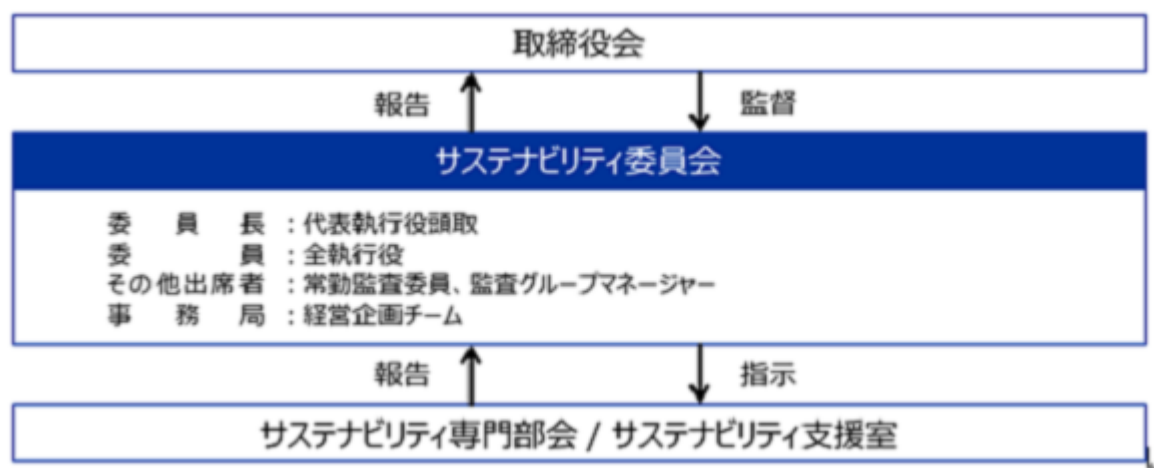 取締役会
報告 監督
サステナビリティ委員会
委員長：代表執行役頭取
委員：全執行役
その他出席者：常勤監査委員、監査グループマネージャー
事務局：経営企画チーム
報告 指示
サステナビリティ専門部会 / サステナビリティ支援室